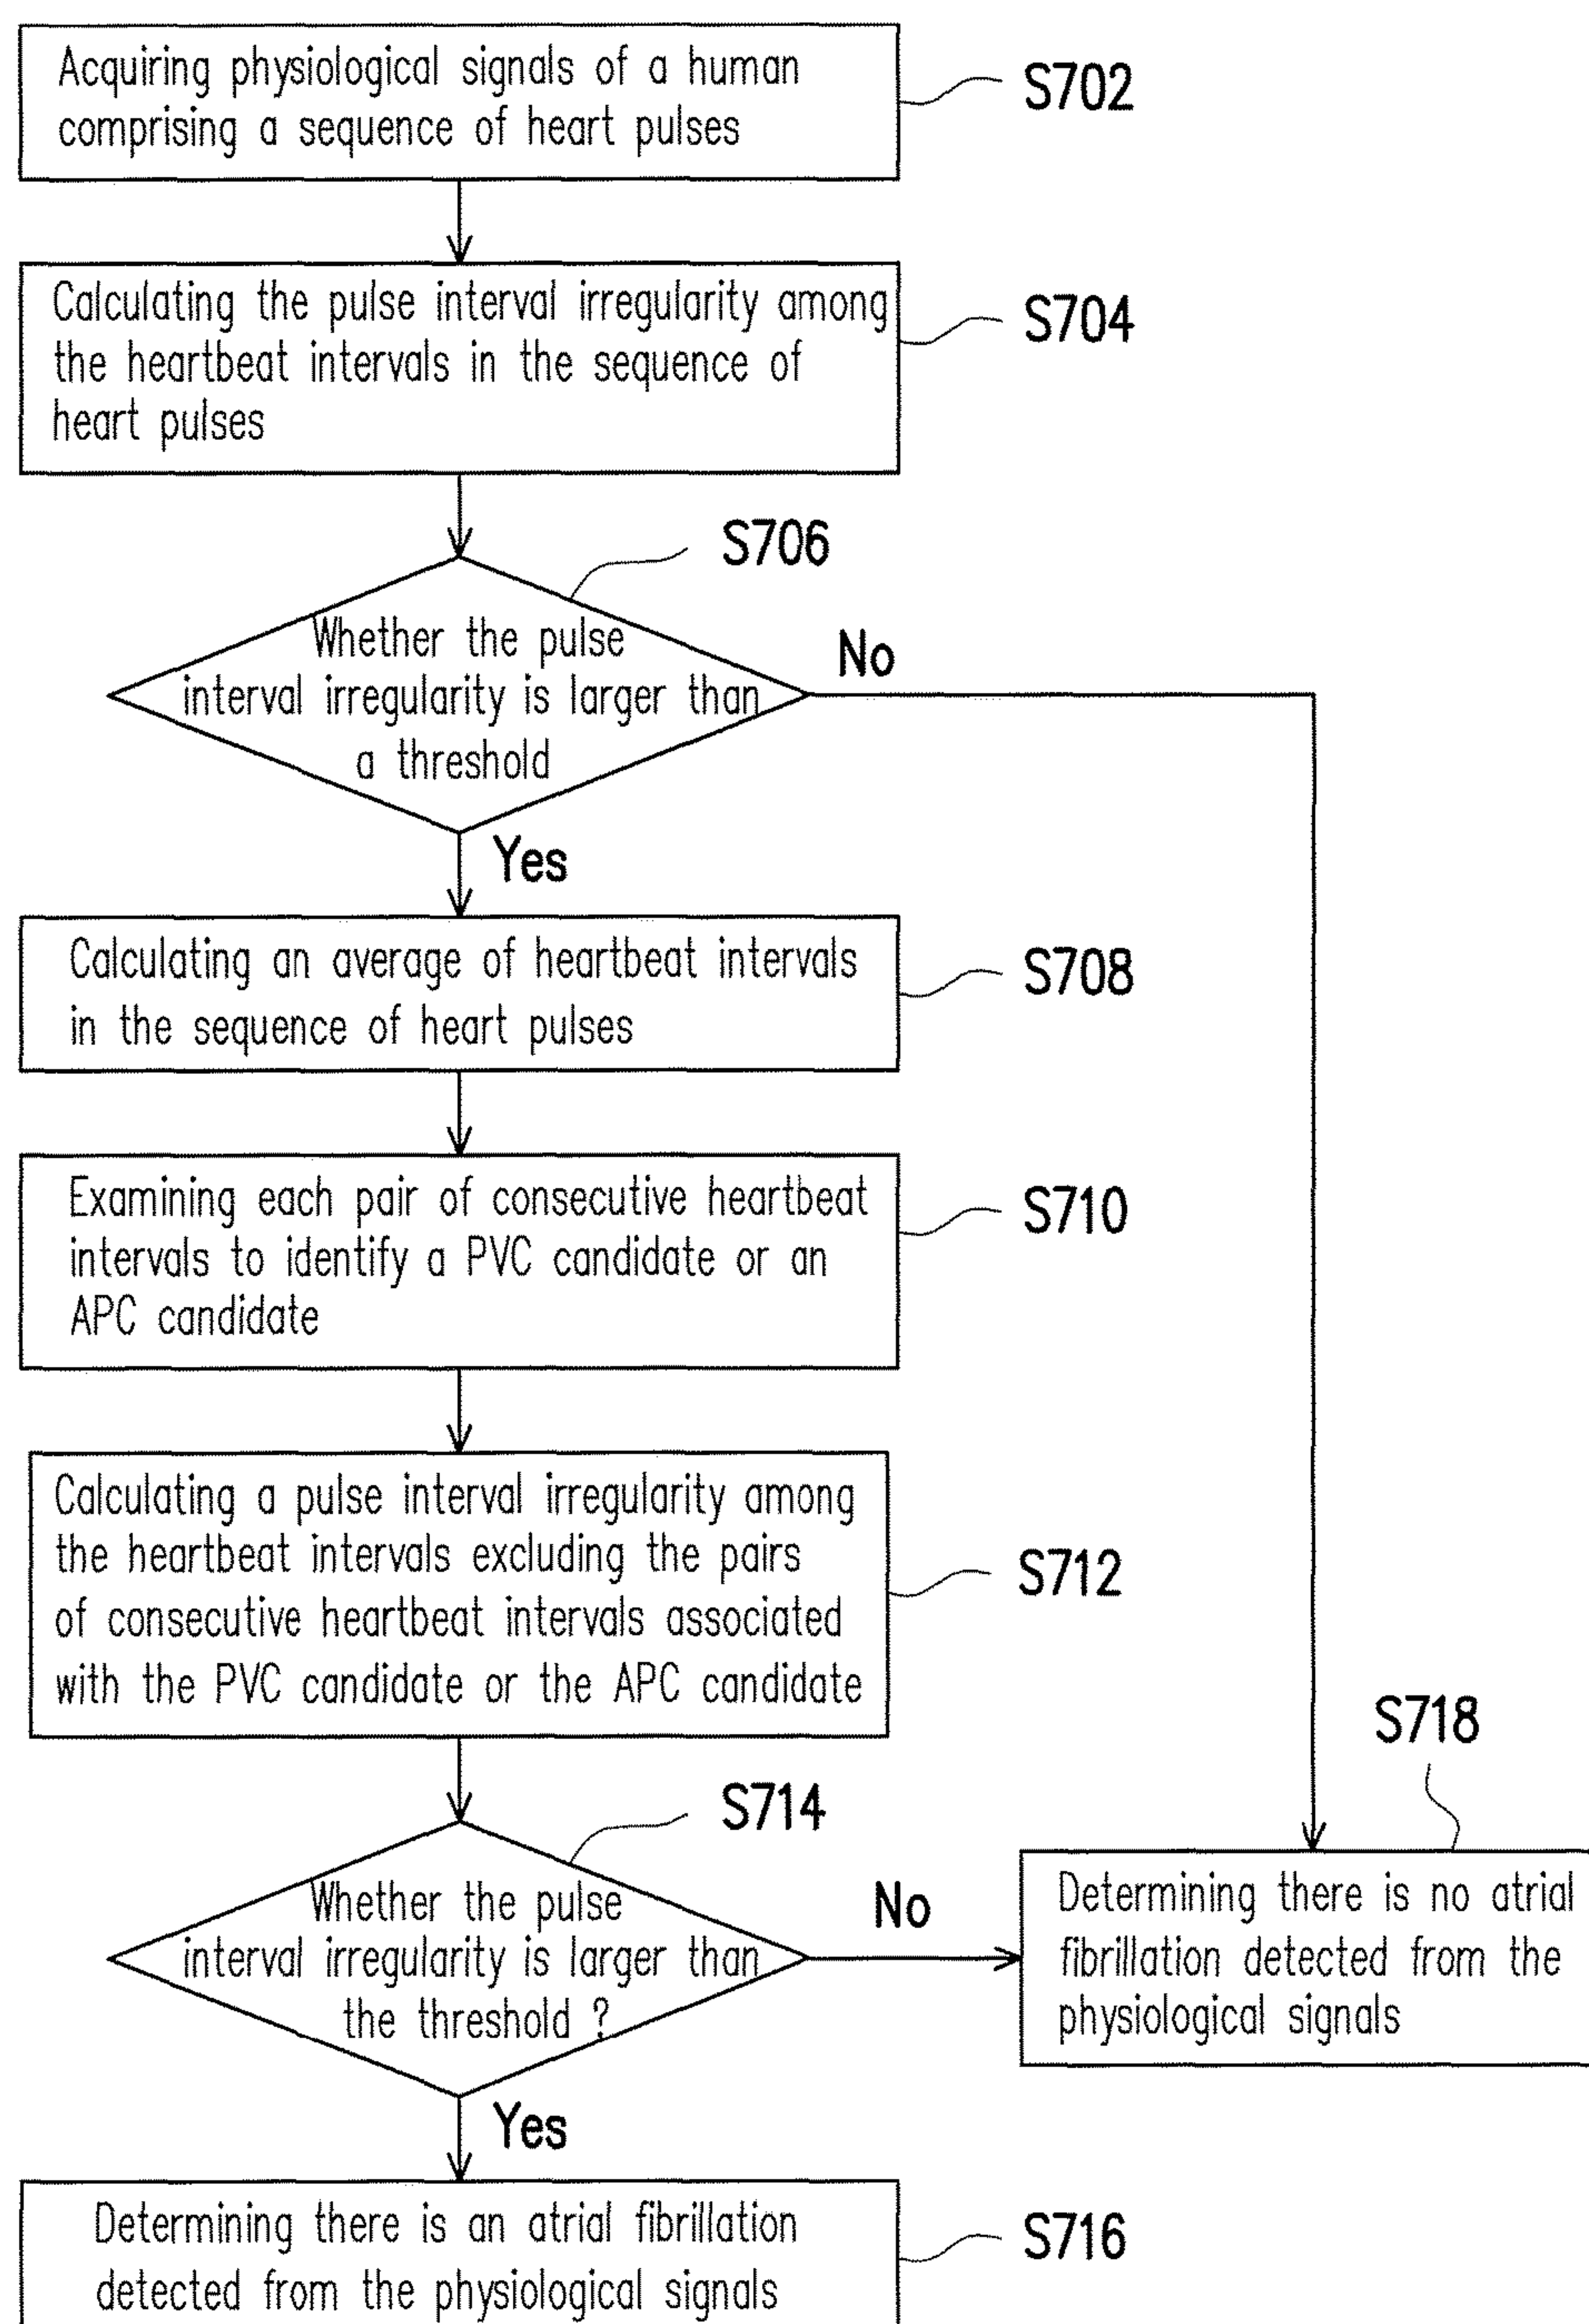 Acquiring physiological signals of a human
comprising a sequence of heart pulses
S702
Calculating the pulse interval irregularity among
the heartbeat intervals in the sequence of
heart pulses
S704
S706
Whether the pulse
interval irregularity is larger than
a threshold
No
Yes
Calculating an average of heartbeat intervals
in the sequence of heart pulses
S708
Examining each pair of consecutive heartbeat
intervals to identify a PVC candidate or an
APC candidate
S710
Calculating a pulse interval irregularity among
the heartbeat intervals excluding the pairs
of consecutive heartbeat intervals associated
with the PVC candidate or the APC candidate
S712
S714
Whether the pulse
interval irregularity is larger than
the threshold ?
No
Yes
S718
Determining there is no atrial
fibrillation detected from the
physiological signals
Determining there is an atrial fibrillation
detected from the physiological signals
S716